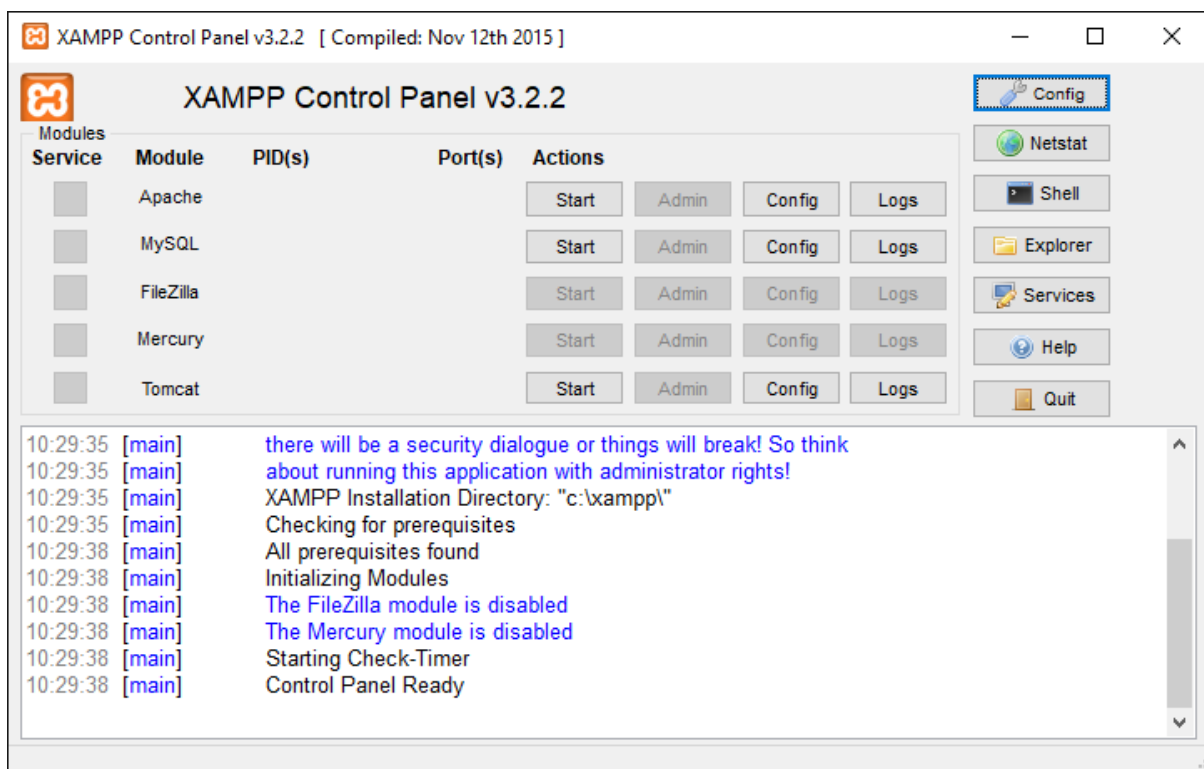 XAMPP Control Panel v3.2.2 [ Compiled: Nov 12th 2015 ]
XAMPP Control Panel v3.2.2
Config
Netstat
Shell
Explorer
Services
Help
Quit
Modules
Service Module PID(s) Port(s) Actions
Apache Start Admin Config Logs
MySQL Start Admin Config Logs
FileZilla Start Admin Config Logs
Mercury Start Admin Config Logs
Tomcat Start Admin Config Logs
10:29:35 [main] there will be a security dialogue or things will break! So think
10:29:35 [main] about running this application with administrator rights!
10:29:35 [main] XAMPP Installation Directory: "c:\xampp\"
10:29:35 [main] Checking for prerequisites
10:29:38 [main] All prerequisites found
10:29:38 [main] Initializing Modules
10:29:38 [main] The FileZilla module is disabled
10:29:38 [main] The Mercury module is disabled
10:29:38 [main] Starting Check-Timer
10:29:38 [main] Control Panel Ready